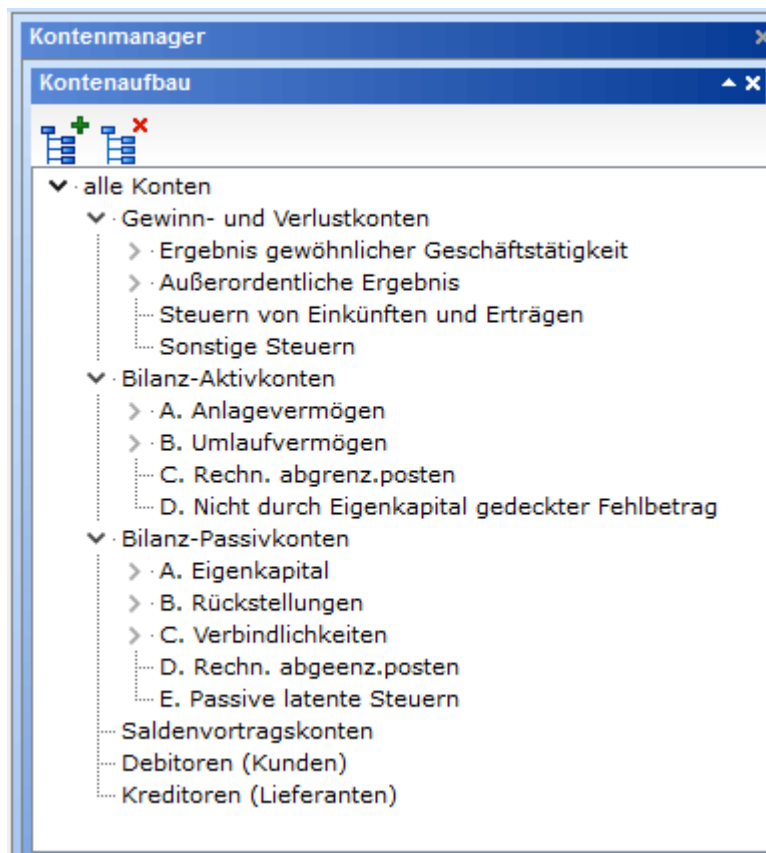 Kontenmanager
Kontenaufbau
alle Konten
Gewinn- und Verlustkonten
Ergebnis gewöhnlicher Geschäftstätigkeit
Außerordentliche Ergebnis
Steuern von Einkünften und Erträgen
Sonstige Steuern
Bilanz-Aktivkonten
A. Anlagevermögen
B. Umlaufvermögen
C. Rechn. abgrenz.posten
D. Nicht durch Eigenkapital gedeckter Fehlbetrag
Bilanz-Passivkonten
A. Eigenkapital
B. Rückstellungen
C. Verbindlichkeiten
D. Rechn. abgeenz.posten
E. Passive latente Steuern
Saldenvortragskonten
Debitoren (Kunden)
Kreditoren (Lieferanten)